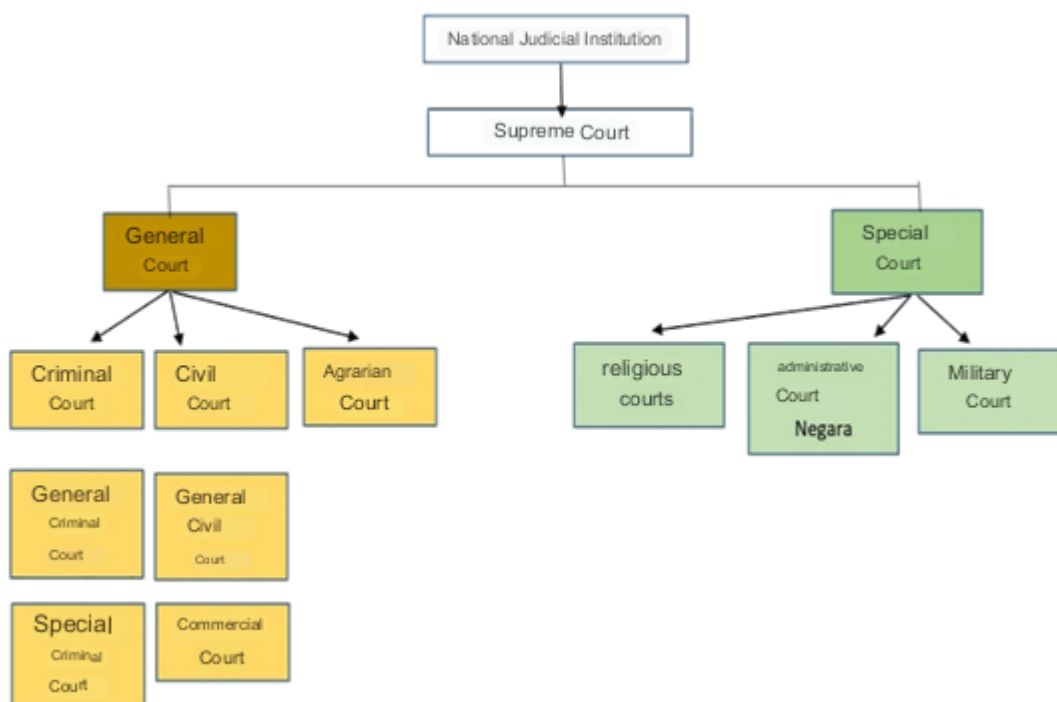 National Judicial Institution
Supreme Court
General
Court
Special
Court
Criminal
Court
Civil
Court
Agrarian
Court
religious
courts
administrative
Court
Negara
Military
Court
General
Criminal
Court
General
Civil
Court
Special
Criminal
Court
Commercial
Court